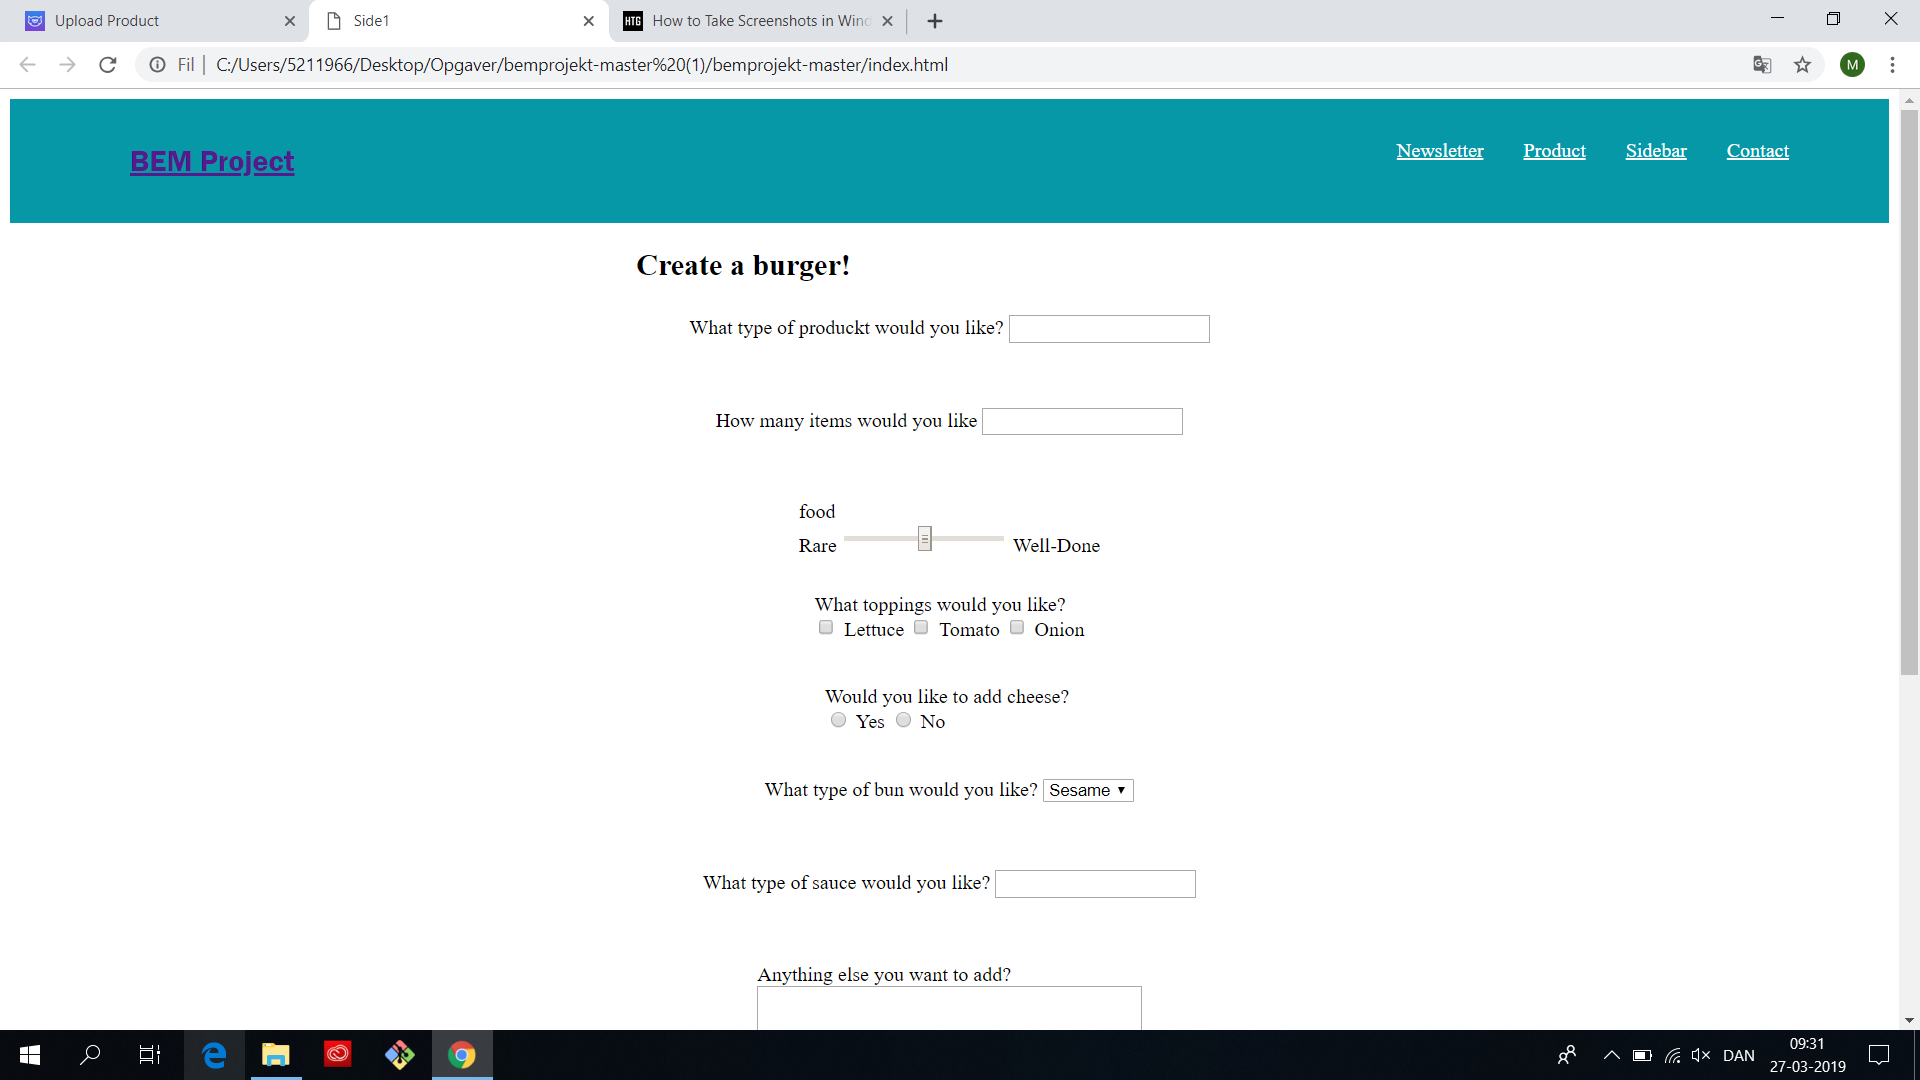 Upload Product
Side1
HTG How to Take Screenshots in Wind
Fil | C:/Users/5211966/Desktop/Opgaver/bemprojekt-master%20(1)/bemprojekt-master/index.html
M
BEM Project
Newsletter Product Sidebar Contact
Create a burger!
What type of produckt would you like?
How many items would you like
food
Rare Well-Done
What toppings would you like?
Lettuce Tomato Onion
Would you like to add cheese?
Yes No
What type of bun would you like? Sesame
What type of sauce would you like?
Anything else you want to add?
DAN
09:31
27-03-2019